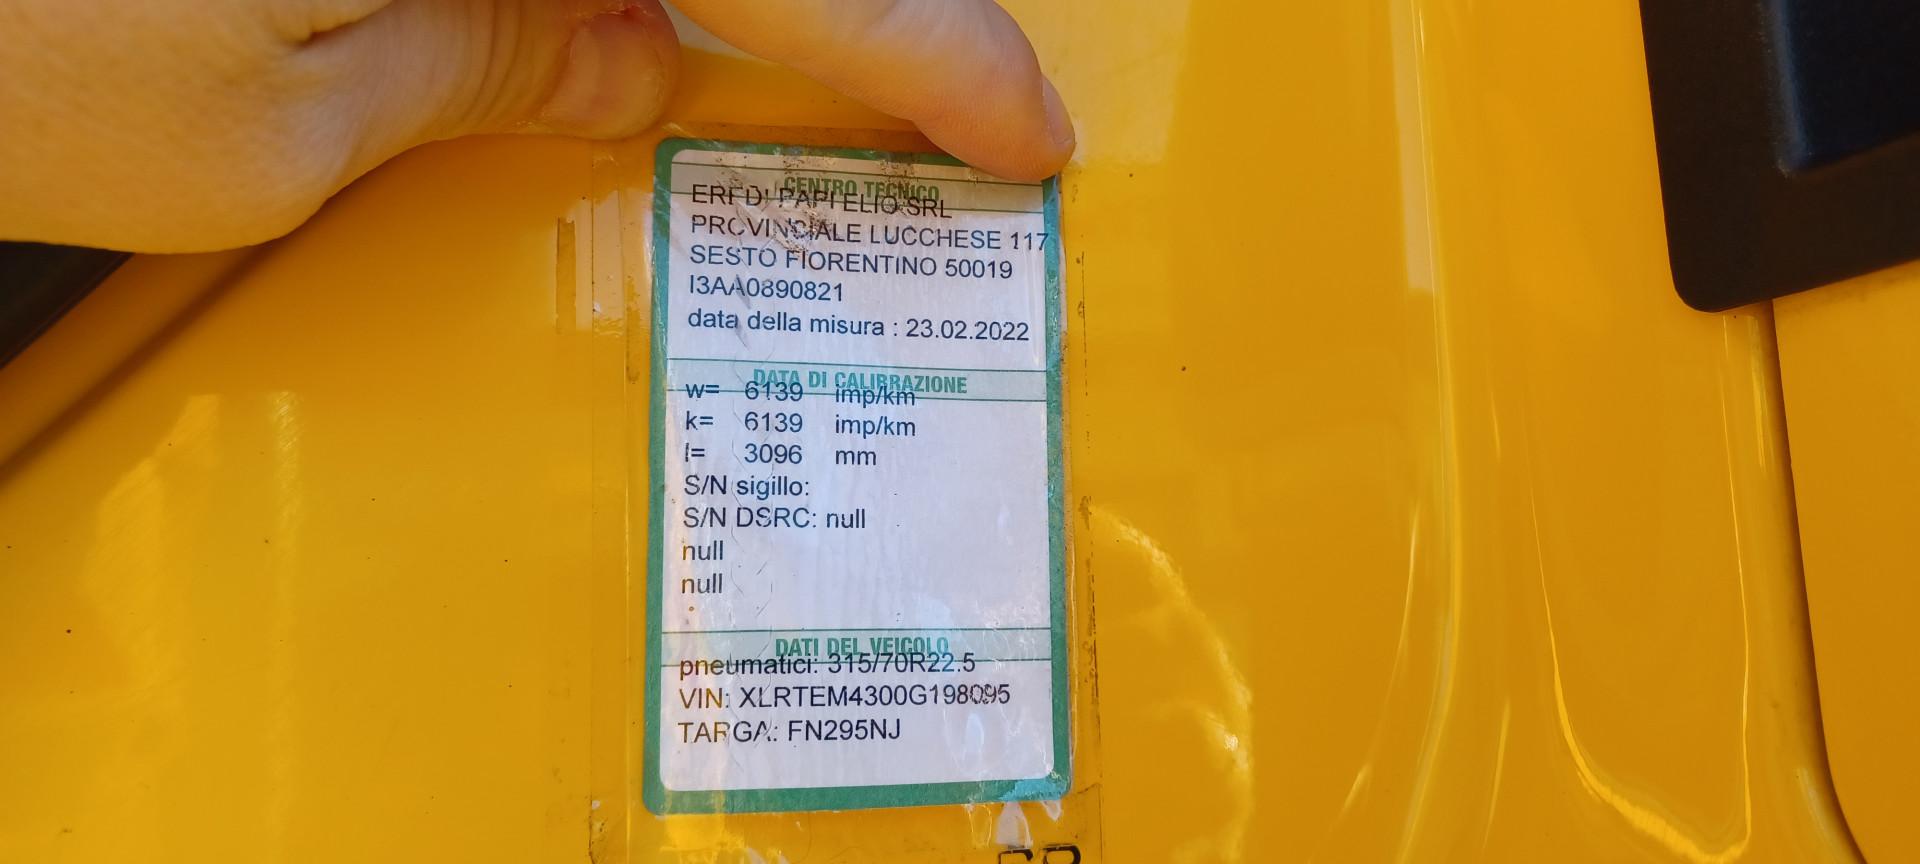 CENTRO TECNICO
ERFDI PAPI ELIO SRL
PROVINCIALE LUCCHESE 117
SESTO FIORENTINO 50019
I3AA0890821
data della misura : 23.02.2022
DATA DI CALIBRAZIONE
w= 6139 imp/km
k= 6139 imp/km
l= 3096 mm
S/N sigillo:
S/N DSRC: null
null
null
DATI DEL VEICOLO
pneumatici: 315/70R22.5
VIN: XLRTEM4300G198095
TARGA: FN295NJ